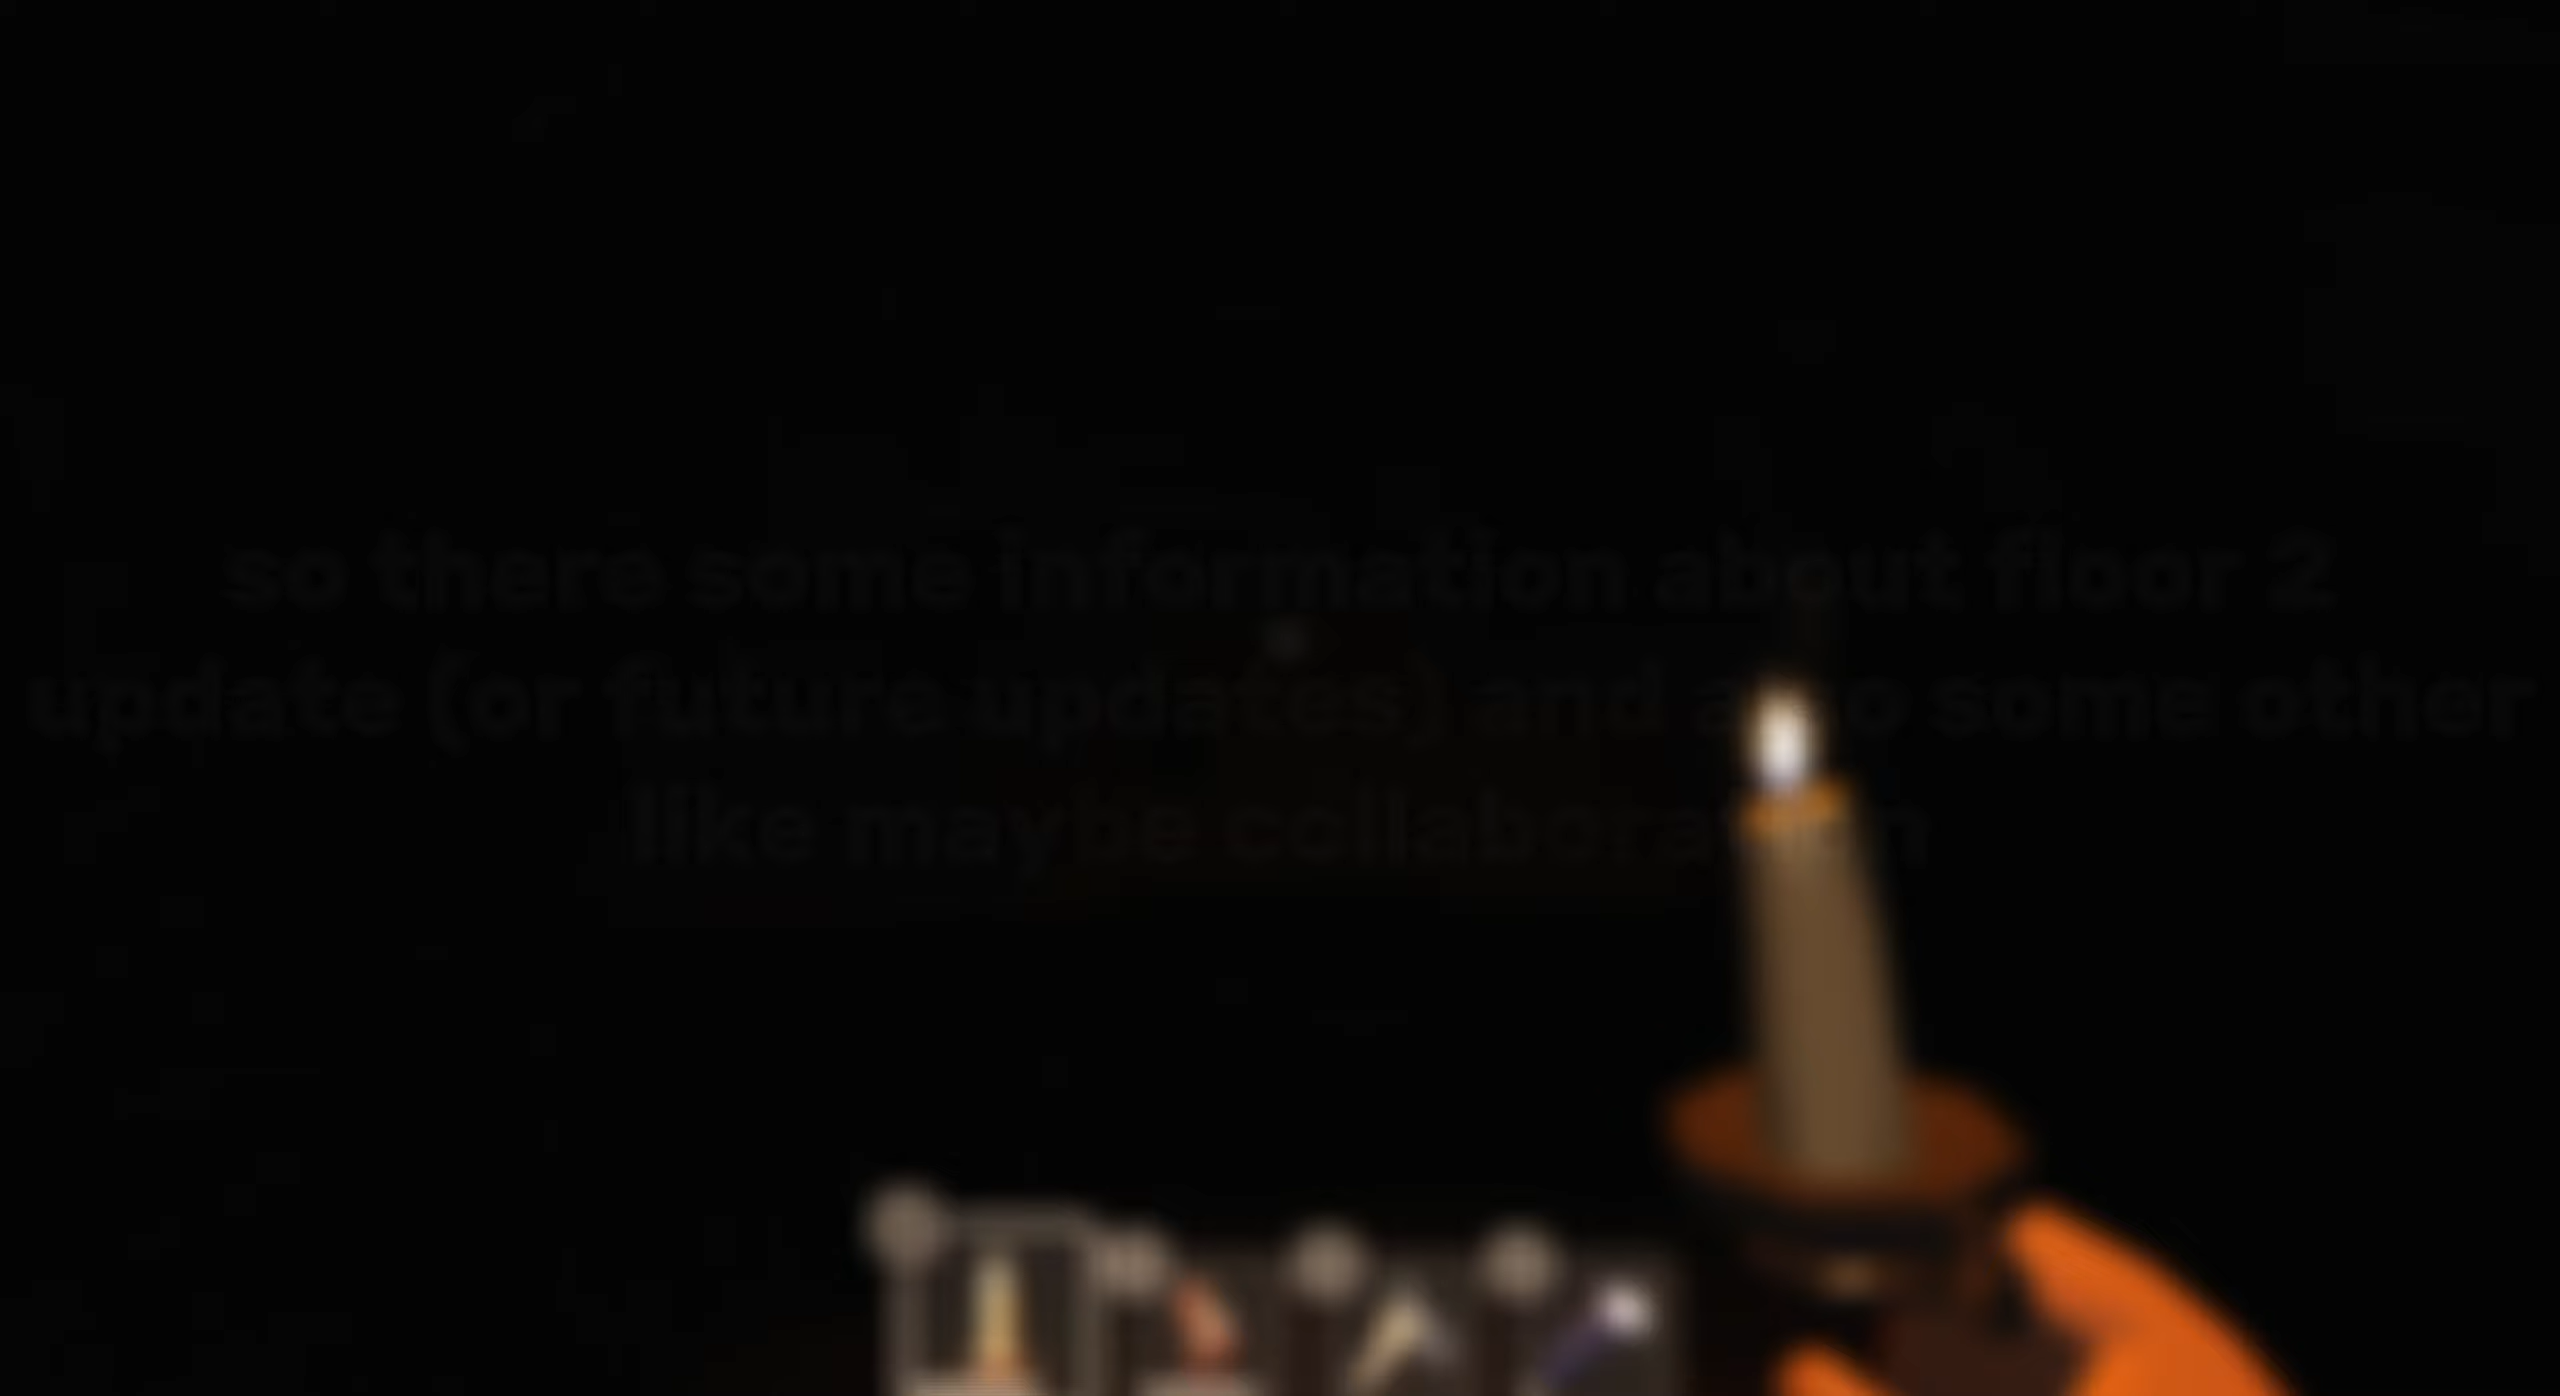 so there some information about floor 2
update (or future updates) and some other
like maybe